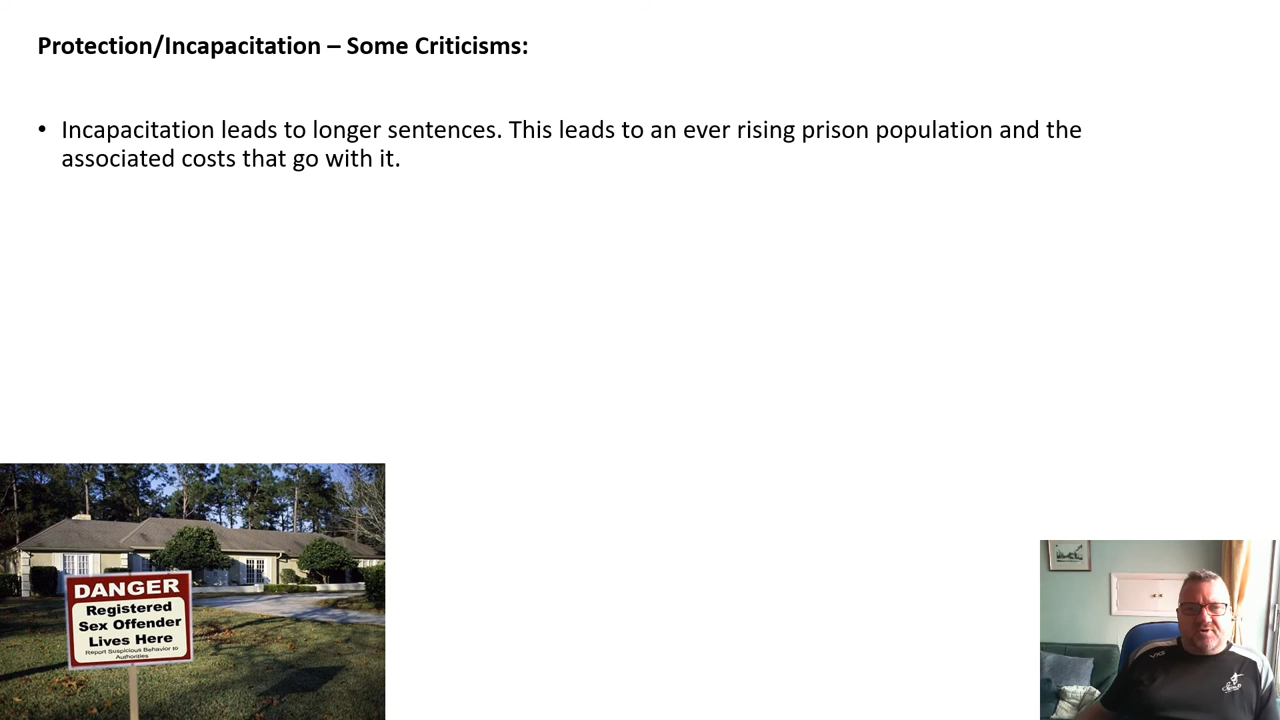 Protection/Incapacitation – Some Criticisms:
• Incapacitation leads to longer sentences. This leads to an ever rising prison population and the
associated costs that go with it.
DANGER
Registered
Sex Offender
Lives Here
Report Suspicious Behavior to
Authorities